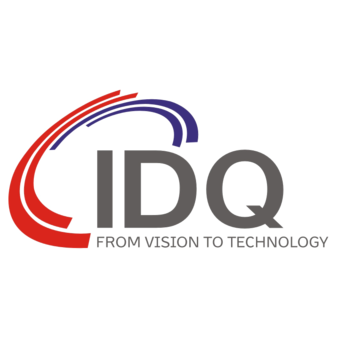 IDQ
FROM VISION TO TECHNOLOGY